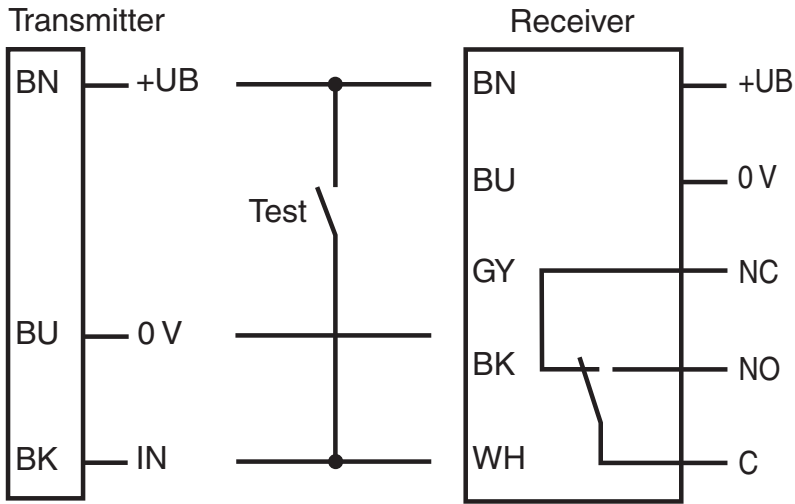 Transmitter
BN +UB
Test
BU 0 V
BK IN
Receiver
BN +UB
BU 0 V
GY NC
BK NO
WH C